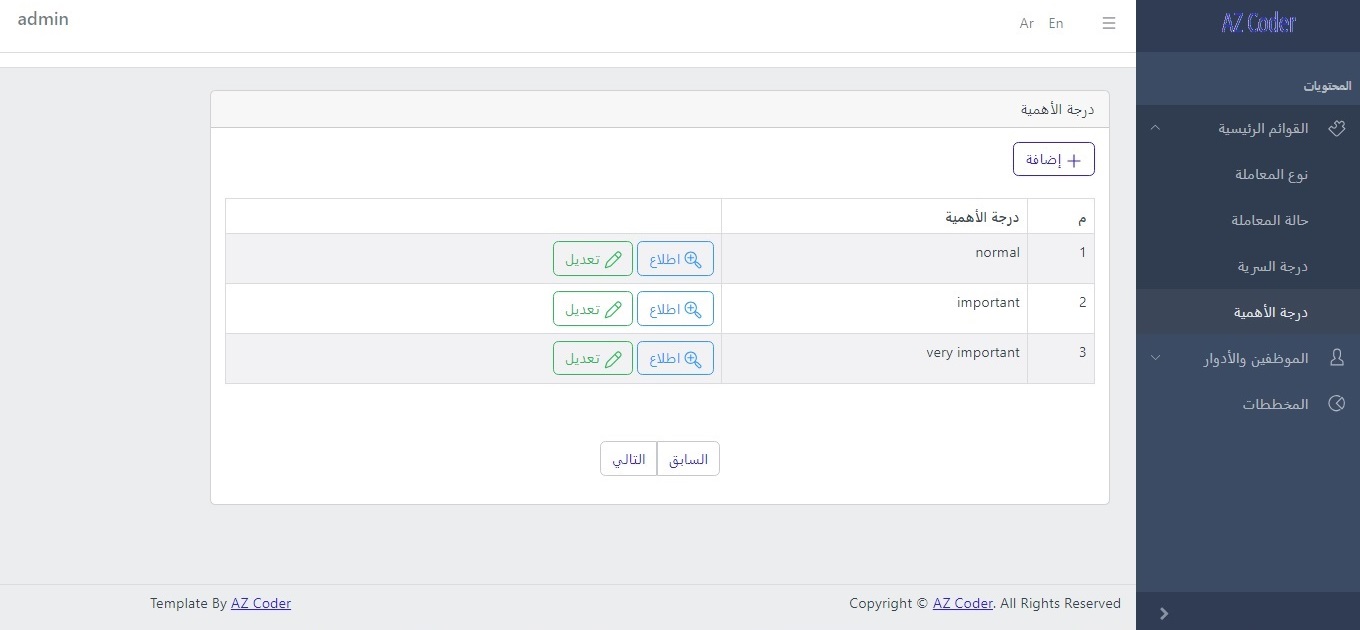 AZ Coder
admin
Ar En
المحتويات
القوائم الرئيسية
نوع المعاملة
حالة المعاملة
درجة السرية
درجة الأهمية
الموظفين والأدوار
المخططات
درجة الأهمية
إضافة
م درجة الأهمية
1 normal اطلاع تعديل
2 important اطلاع تعديل
3 very important اطلاع تعديل
السابق التالي
Copyright © AZ Coder. All Rights Reserved
Template By AZ Coder